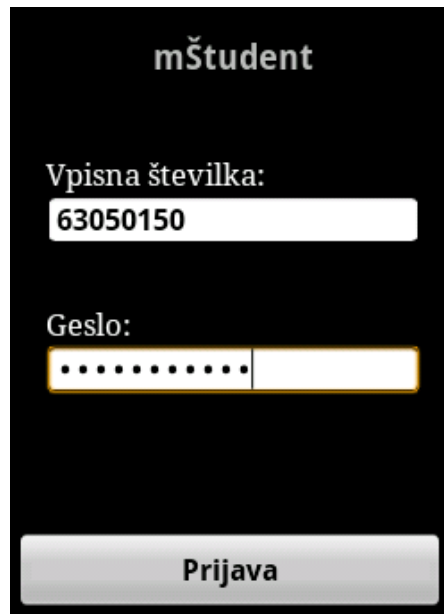 mŠtudent
Vpisna številka:
63050150
Geslo:
•••••••••••
Prijava